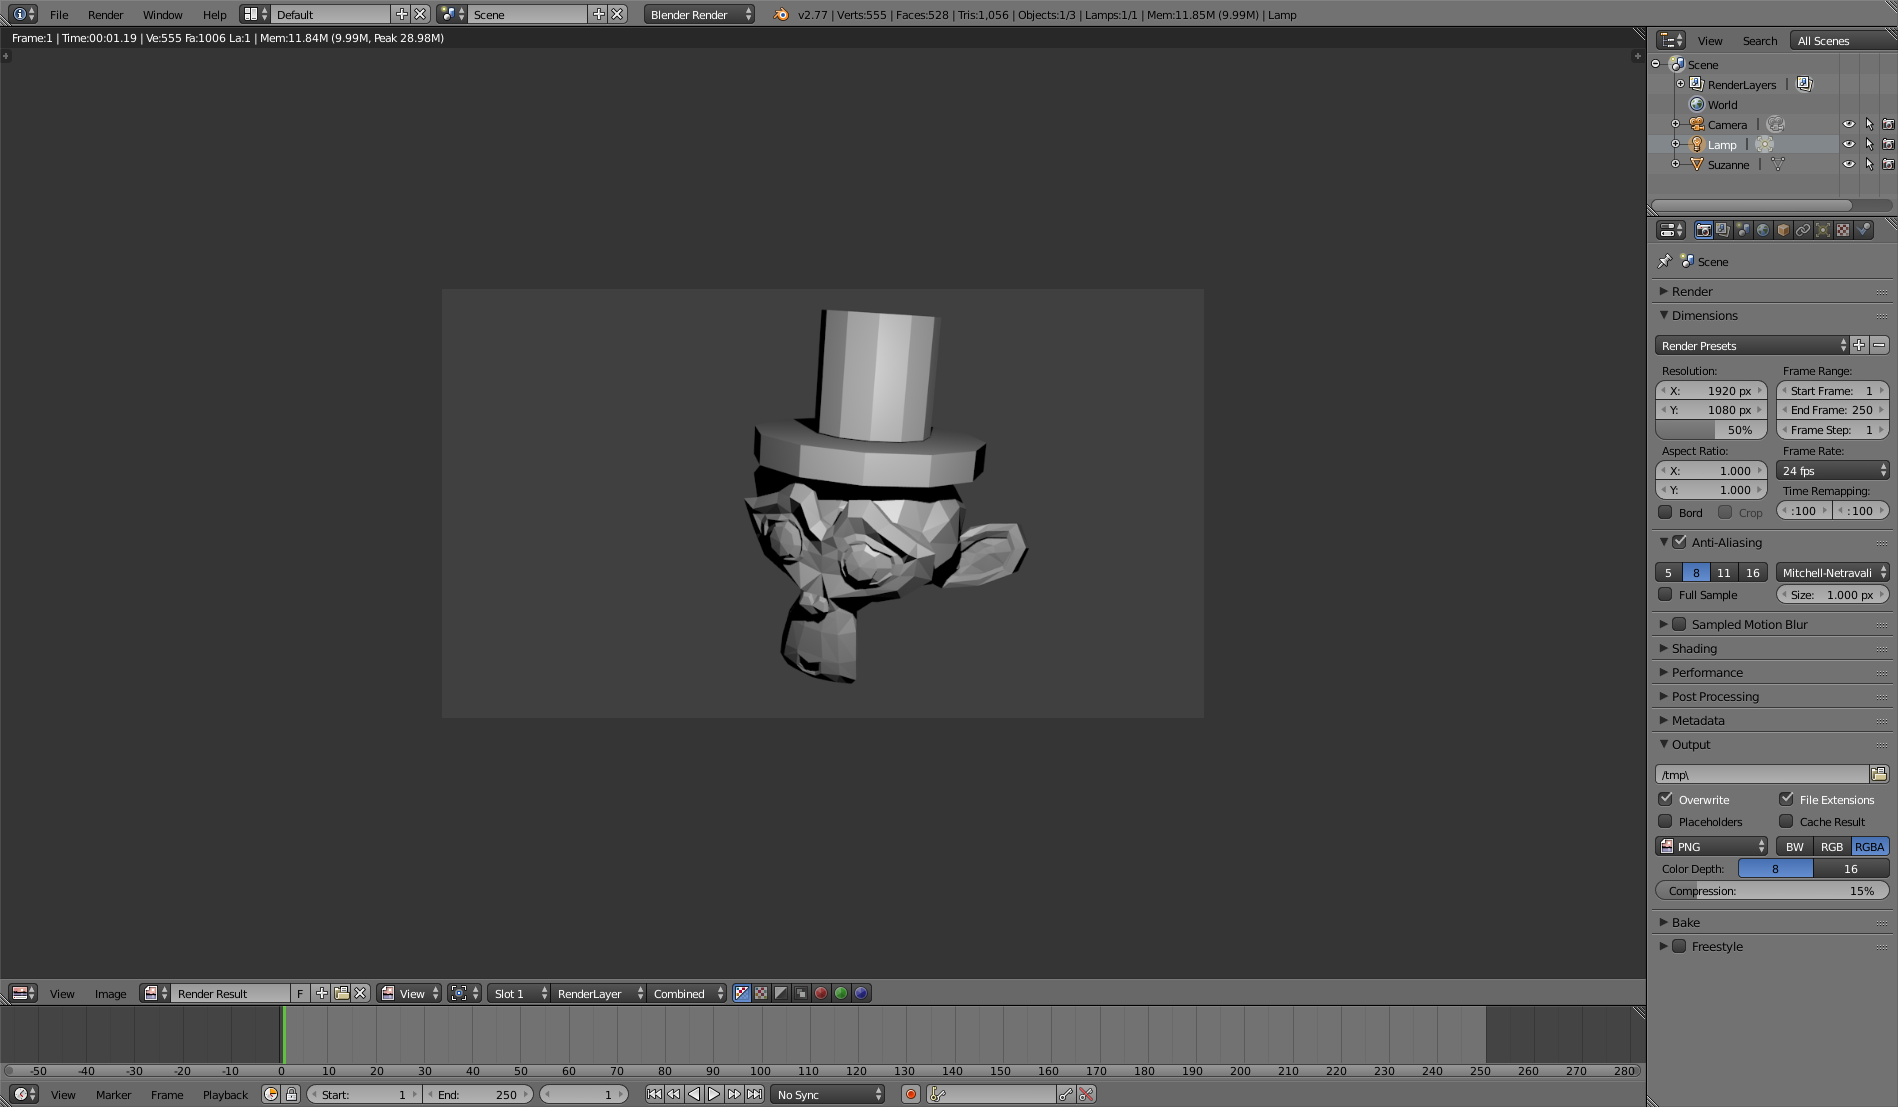 File Render Window Help Default Scene Blender Render v2.77 | Verts:555 | Faces:528 | Tris:1,056 | Objects:1/3 | Lamps:1/1 | Mem:11.85M (9.99M) | Lamp
Frame:1 | Time:00:01.19 | Ve:555 Fa:1006 La:1 | Mem:11.84M (9.99M, Peak 28.98M)
View Search All Scenes
Scene
RenderLayers |
World
Camera |
Lamp |
Suzanne |
Scene
Render
Dimensions
Render Presets
Resolution: Frame Range:
X: 1920 px Start Frame: 1
Y: 1080 px End Frame: 250
50% Frame Step: 1
Aspect Ratio: Frame Rate:
X: 1.000 24 fps
Y: 1.000 Time Remapping:
Bord Crop :100 :100
Anti-Aliasing
5 8 11 16 Mitchell-Netravali
Full Sample Size: 1.000 px
Sampled Motion Blur
Shading
Performance
Post Processing
Metadata
Output
/tmp\
Overwrite File Extensions
Placeholders Cache Result
PNG BW RGB RGBA
Color Depth: 8 16
Compression: 15%
Bake
Freestyle
View Image Render Result F View Slot 1 RenderLayer Combined
-50 -40 -30 -20 -10 0 10 20 30 40 50 60 70 80 90 100 110 120 130 140 150 160 170 180 190 200 210 220 230 240 250 260 270 280
View Marker Frame Playback Start: 1 End: 250 1 No Sync